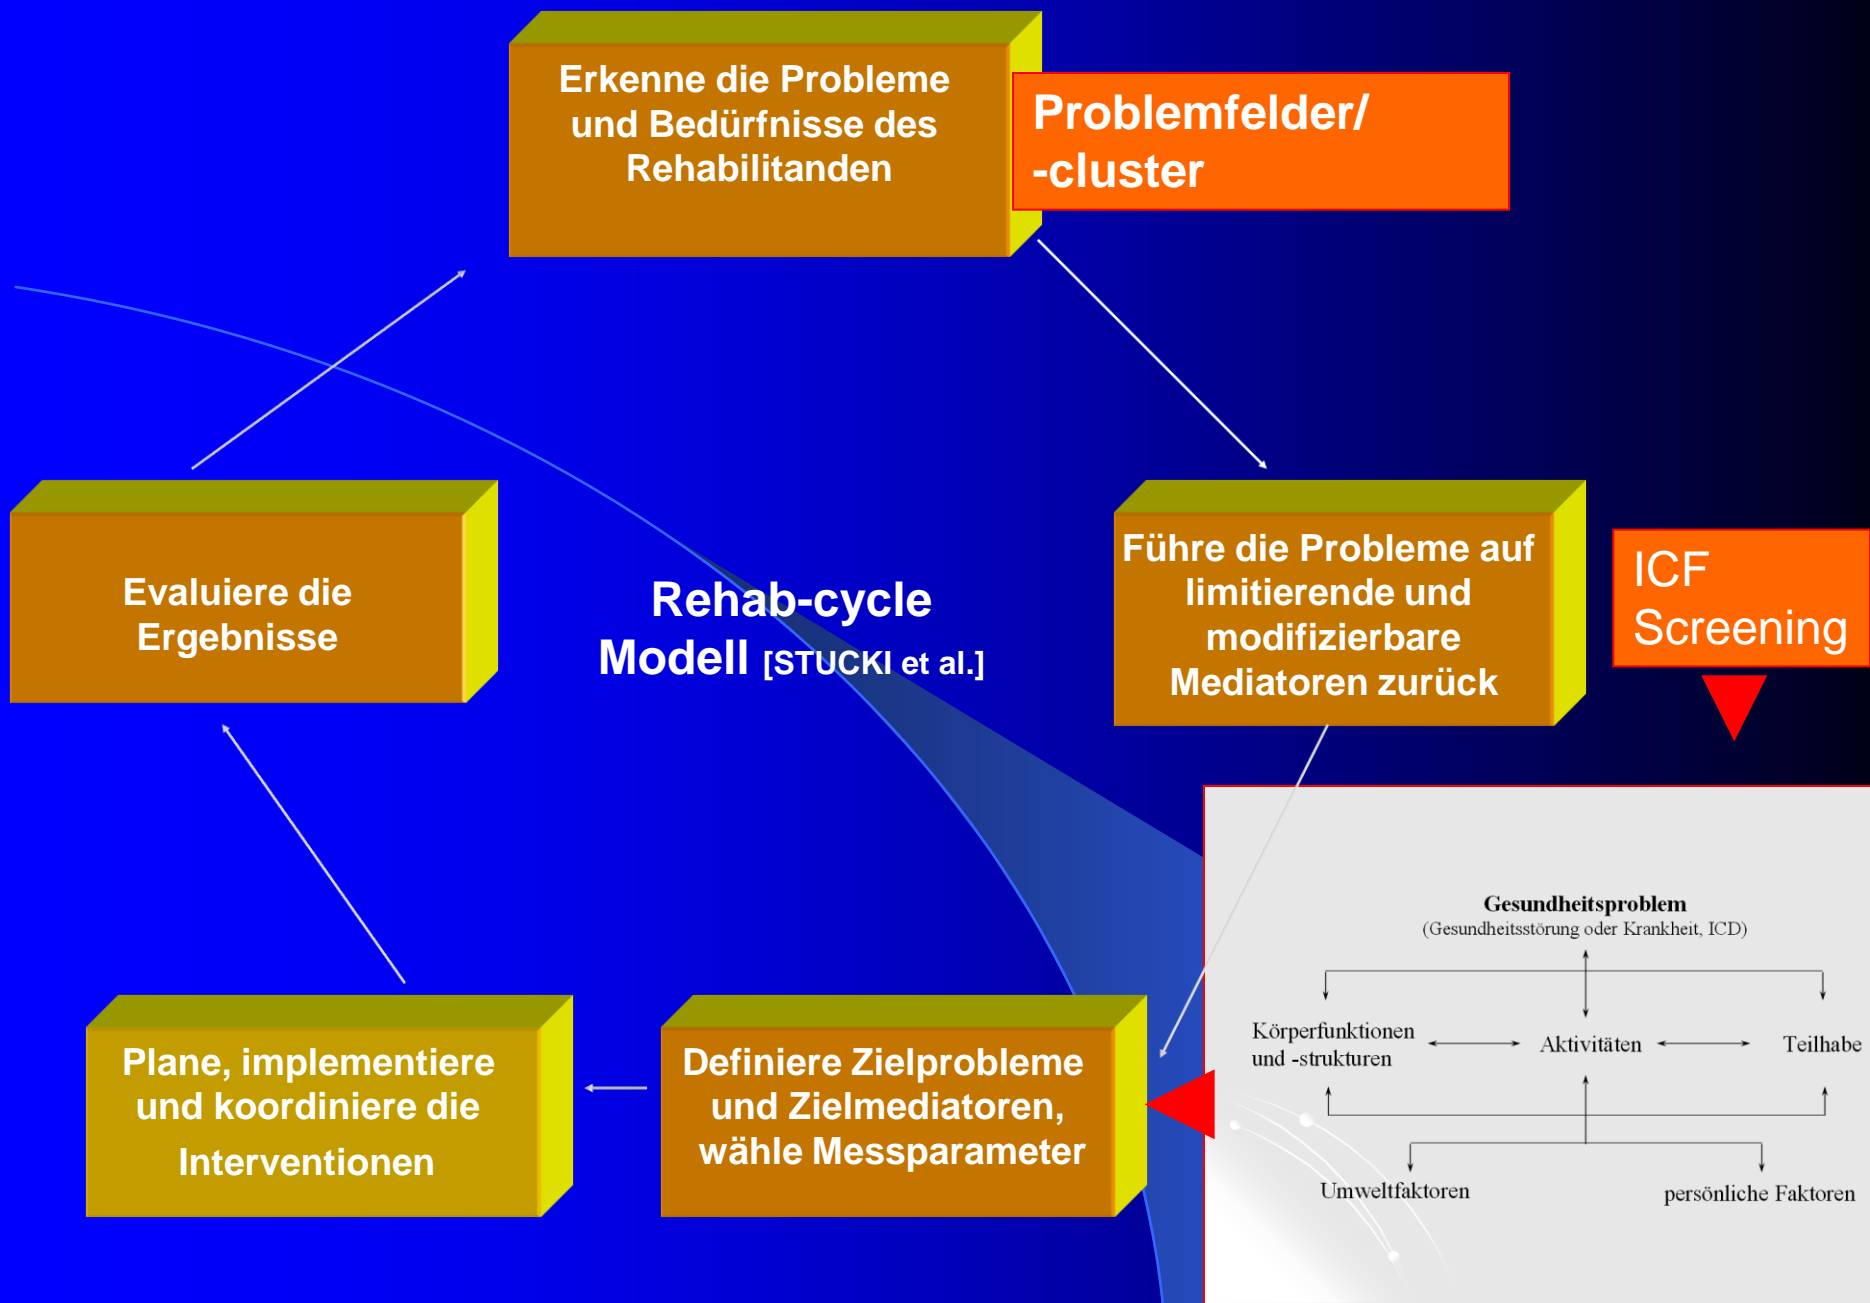 Erkenne die Probleme
und Bedürfnisse des
Rehabilitanden
Problemfelder/
-cluster
Führe die Probleme auf
limitierende und
modifizierbare
Mediatoren zurück
ICF
Screening
Evaluiere die
Ergebnisse
Rehab-cycle
Modell [STUCKI et al.]
Plane, implementiere
und koordiniere die
Interventionen
Definiere Zielprobleme
und Zielmediatoren,
wähle Messparameter
Gesundheitsproblem
(Gesundheitsstörung oder Krankheit, ICD)
Körperfunktionen
und -strukturen
Aktivitäten
Teilhabe
Umweltfaktoren
persönliche Faktoren